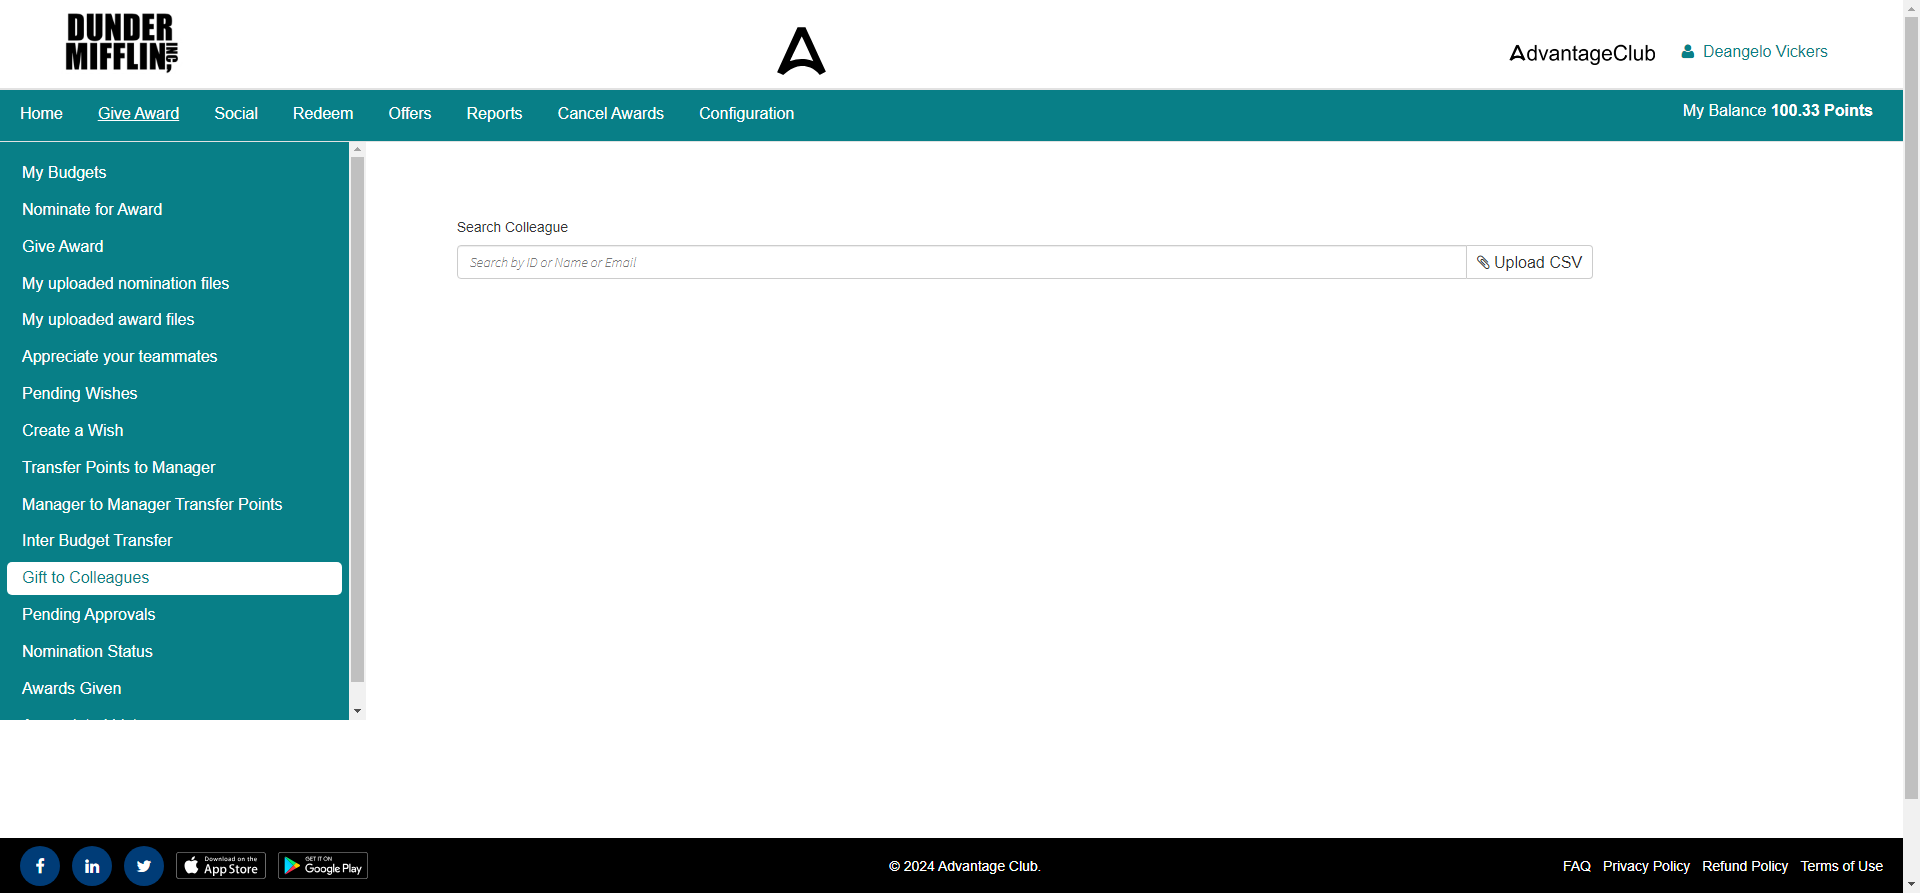 DUNDER
MIFFLIN, INC
AdvantageClub
Deangelo Vickers
Home
Give Award
Social
Redeem
Offers
Reports
Cancel Awards
Configuration
My Balance 100.33 Points
My Budgets
Nominate for Award
Give Award
My uploaded nomination files
My uploaded award files
Appreciate your teammates
Pending Wishes
Create a Wish
Transfer Points to Manager
Manager to Manager Transfer Points
Inter Budget Transfer
Gift to Colleagues
Pending Approvals
Nomination Status
Awards Given
Search Colleague
Search by ID or Name or Email
Upload CSV
Download on the
App Store
GET IT ON
Google Play
© 2024 Advantage Club.
FAQ
Privacy Policy
Refund Policy
Terms of Use